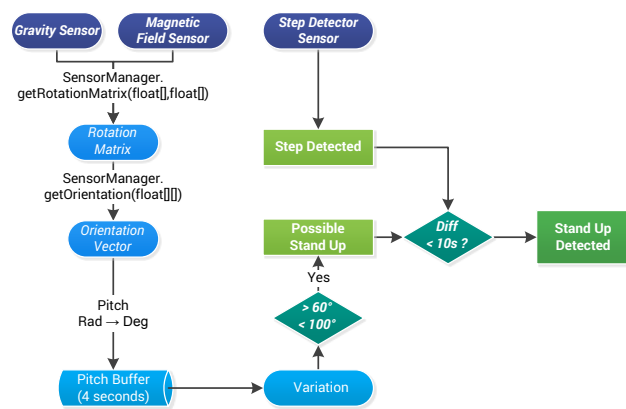 Gravity Sensor
Magnetic
Field Sensor
Step Detector
Sensor
SensorManager.
getRotationMatrix(float[],float[])
Rotation
Matrix
Step Detected
SensorManager.
getOrientation(float[][])
Orientation
Vector
Possible
Stand Up
Diff
< 10s ?
Stand Up
Detected
Yes
Pitch
Rad → Deg
> 60°
< 100°
Pitch Buffer
(4 seconds)
Variation